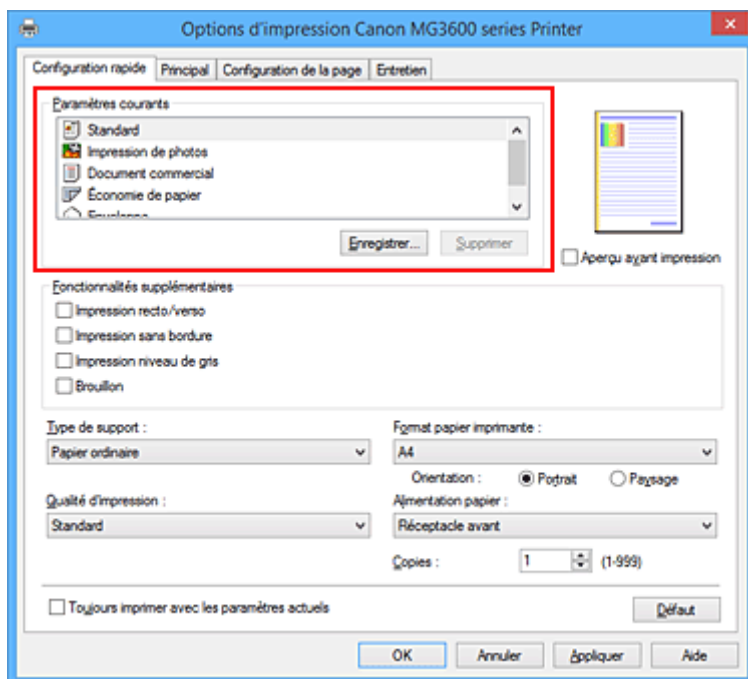 Options d'impression Canon MG3600 series Printer
Configuration rapide Principal Configuration de la page Entretien
Paramètres courants
Standard
Impression de photos
Document commercial
Économie de papier
Enregistrer... Supprimer
Aperçu avant impression
Fonctionnalités supplémentaires
Impression recto/verso
Impression sans bordure
Impression niveau de gris
Brouillon
Type de support : Format papier imprimante :
Papier ordinaire A4
Orientation : Portrait Paysage
Qualité d'impression : Alimentation papier :
Standard Réceptacle avant
Copies : 1 (1-999)
Toujours imprimer avec les paramètres actuels Défaut
OK Annuler Appliquer Aide